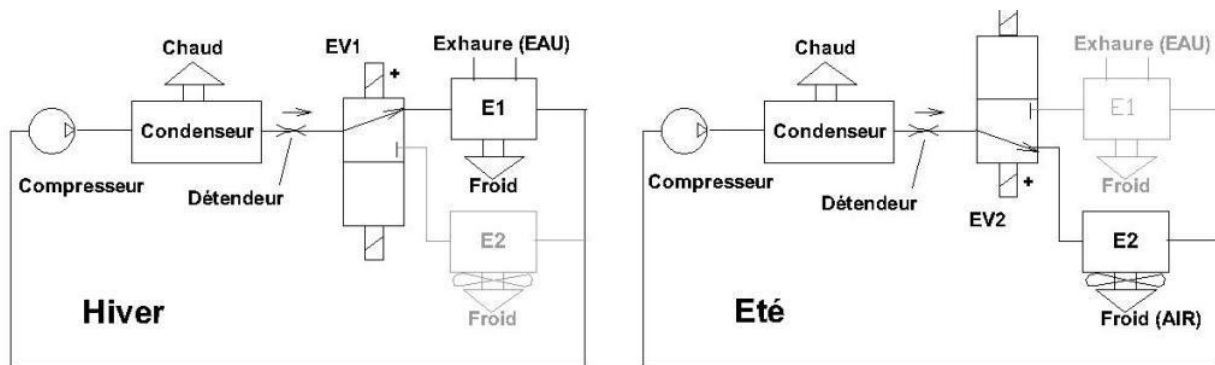 Chaud
EV1
+
Exhaure (EAU)
Condenseur
E1
Compresseur
Détendeur
Froid
E2
Froid
Hiver
Chaud
Exhaure (EAU)
Condenseur
E1
Compresseur
Détendeur
+
Froid
EV2
E2
Froid (AIR)
Eté